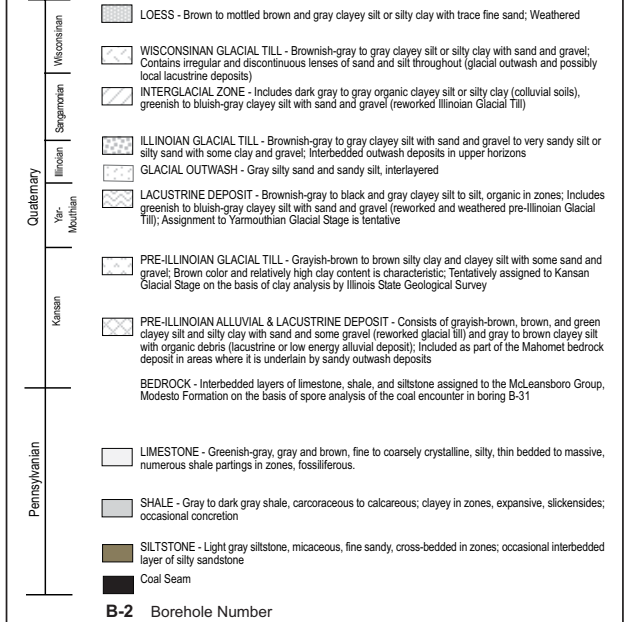 LOESS - Brown to mottled brown and gray clayey silt or silty clay with trace fine sand; Weathered
Wisconsinan
WISCONSINAN GLACIAL TILL - Brownish-gray to gray clayey silt or silty clay with sand and gravel;
Contains irregular and discontinuous lenses of sand and silt throughout (glacial outwash and possibly
local lacustrine deposits)
Sangamonian
INTERGLACIAL ZONE - Includes dark gray to gray organic clayey silt or silty clay (colluvial soils),
greenish to bluish-gray clayey silt with sand and gravel (reworked Illinoian Glacial Till)
Quaternary
Illinoian
ILLINOIAN GLACIAL TILL - Brownish-gray to gray clayey silt with sand and gravel to very sandy silt or
silty sand with some clay and gravel; Interbedded outwash deposits in upper horizons
GLACIAL OUTWASH - Gray silty sand and sandy silt, interlayered
Yar-
Mouthian
LACUSTRINE DEPOSIT - Brownish-gray to black and gray clayey silt to silt, organic in zones; Includes
greenish to bluish-gray clayey silt with sand and gravel (reworked and weathered pre-Illinoian Glacial
Till); Assignment to Yarmouthian Glacial Stage is tentative
Kansan
PRE-ILLINOIAN GLACIAL TILL - Grayish-brown to brown silty clay and clayey silt with some sand and
gravel; Brown color and relatively high clay content is characteristic; Tentatively assigned to Kansan
Glacial Stage on the basis of clay analysis by Illinois State Geological Survey
PRE-ILLINOIAN ALLUVIAL & LACUSTRINE DEPOSIT - Consists of grayish-brown, brown, and green
clayey silt and silty clay with sand and some gravel (reworked glacial till) and gray to brown clayey silt
with organic debris (lacustrine or low energy alluvial deposit); Included as part of the Mahomet bedrock
deposit in areas where it is underlain by sandy outwash deposits
BEDROCK - Interbedded layers of limestone, shale, and siltstone assigned to the McLeansboro Group,
Modesto Formation on the basis of spore analysis of the coal encounter in boring B-31
Pennsylvanian
LIMESTONE - Greenish-gray, gray and brown, fine to coarsely crystalline, silty, thin bedded to massive,
numerous shale partings in zones, fossiliferous.
SHALE - Gray to dark gray shale, carcoraceous to calcareous; clayey in zones, expansive, slickensides;
occasional concretion
SILTSTONE - Light gray siltstone, micaceous, fine sandy, cross-bedded in zones; occasional interbedded
layer of silty sandstone
Coal Seam
B-2 Borehole Number